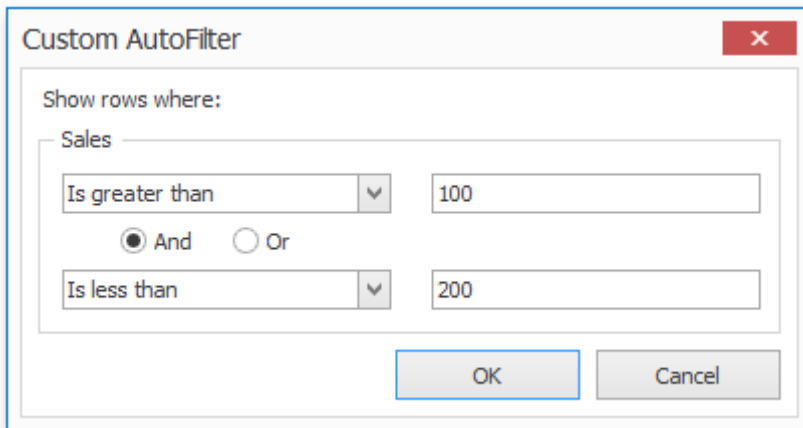 Custom AutoFilter
Show rows where:
Sales
Is greater than 100
And Or
Is less than 200
OK Cancel